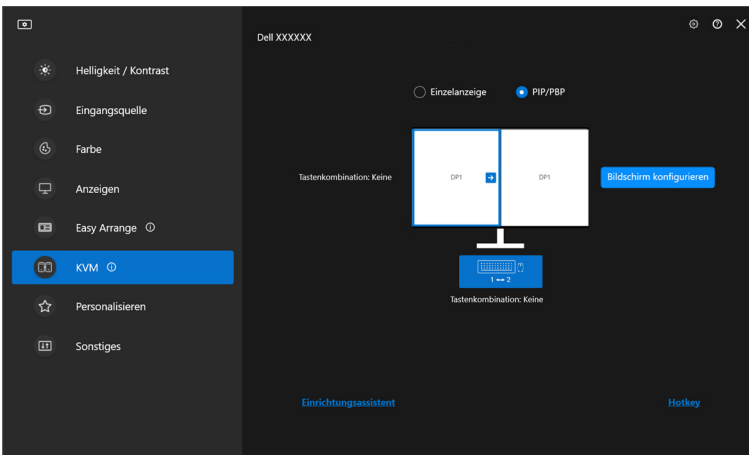 Dell XXXXXX
Helligkeit / Kontrast
Eingangsquelle
Farbe
Anzeigen
Easy Arrange
KVM
Personalisieren
Sonstiges
Einzelanzeige
PIP/PBP
Tastenkombination: Keine
DP1
DP1
Bildschirm konfigurieren
1 ↔ 2
Tastenkombination: Keine
Einrichtungsassistent
Hotkey